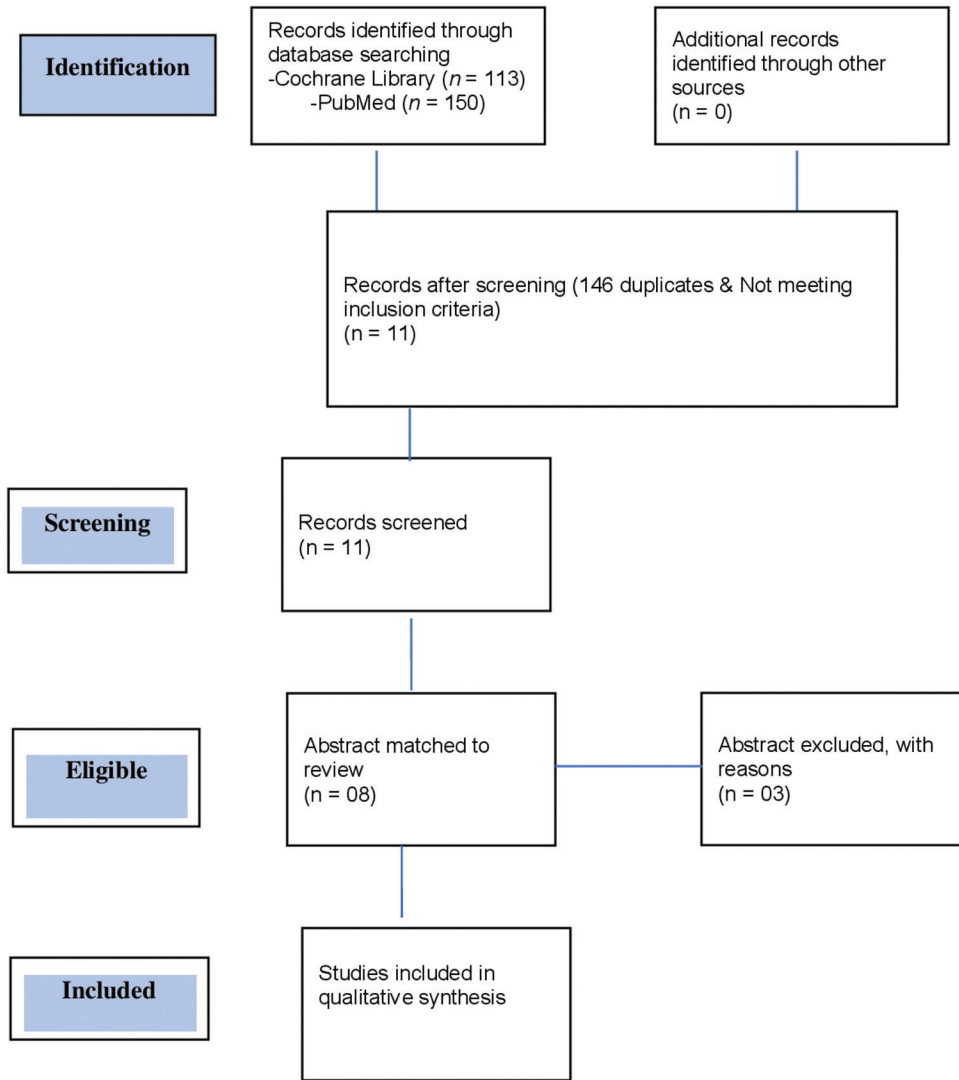 Identification
Records identified through
database searching
-Cochrane Library (n = 113)
-PubMed (n = 150)
Additional records
identified through other
sources
(n = 0)
Records after screening (146 duplicates & Not meeting
inclusion criteria)
(n = 11)
Screening
Records screened
(n = 11)
Eligible
Abstract matched to
review
(n = 08)
Abstract excluded, with
reasons
(n = 03)
Included
Studies included in
qualitative synthesis